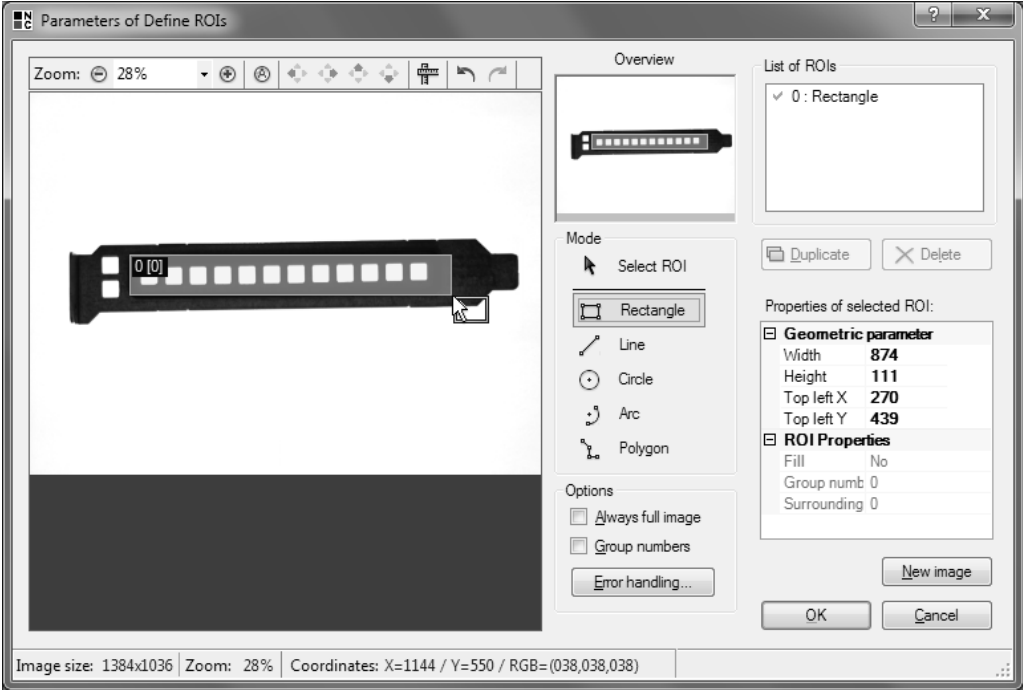 NC Parameters of Define ROIs
? X
Zoom: 28%
A
0 [0]
Overview
Mode
Select ROI
Rectangle
Line
Circle
Arc
Polygon
Options
Always full image
Group numbers
Error handling...
List of ROIs
0 : Rectangle
Duplicate
Delete
Properties of selected ROI:
Geometric parameter
Width 874
Height 111
Top left X 270
Top left Y 439
ROI Properties
Fill No
Group numb 0
Surrounding 0
New image
OK
Cancel
Image size: 1384x1036
Zoom: 28%
Coordinates: X=1144 / Y=550 / RGB=(038,038,038)